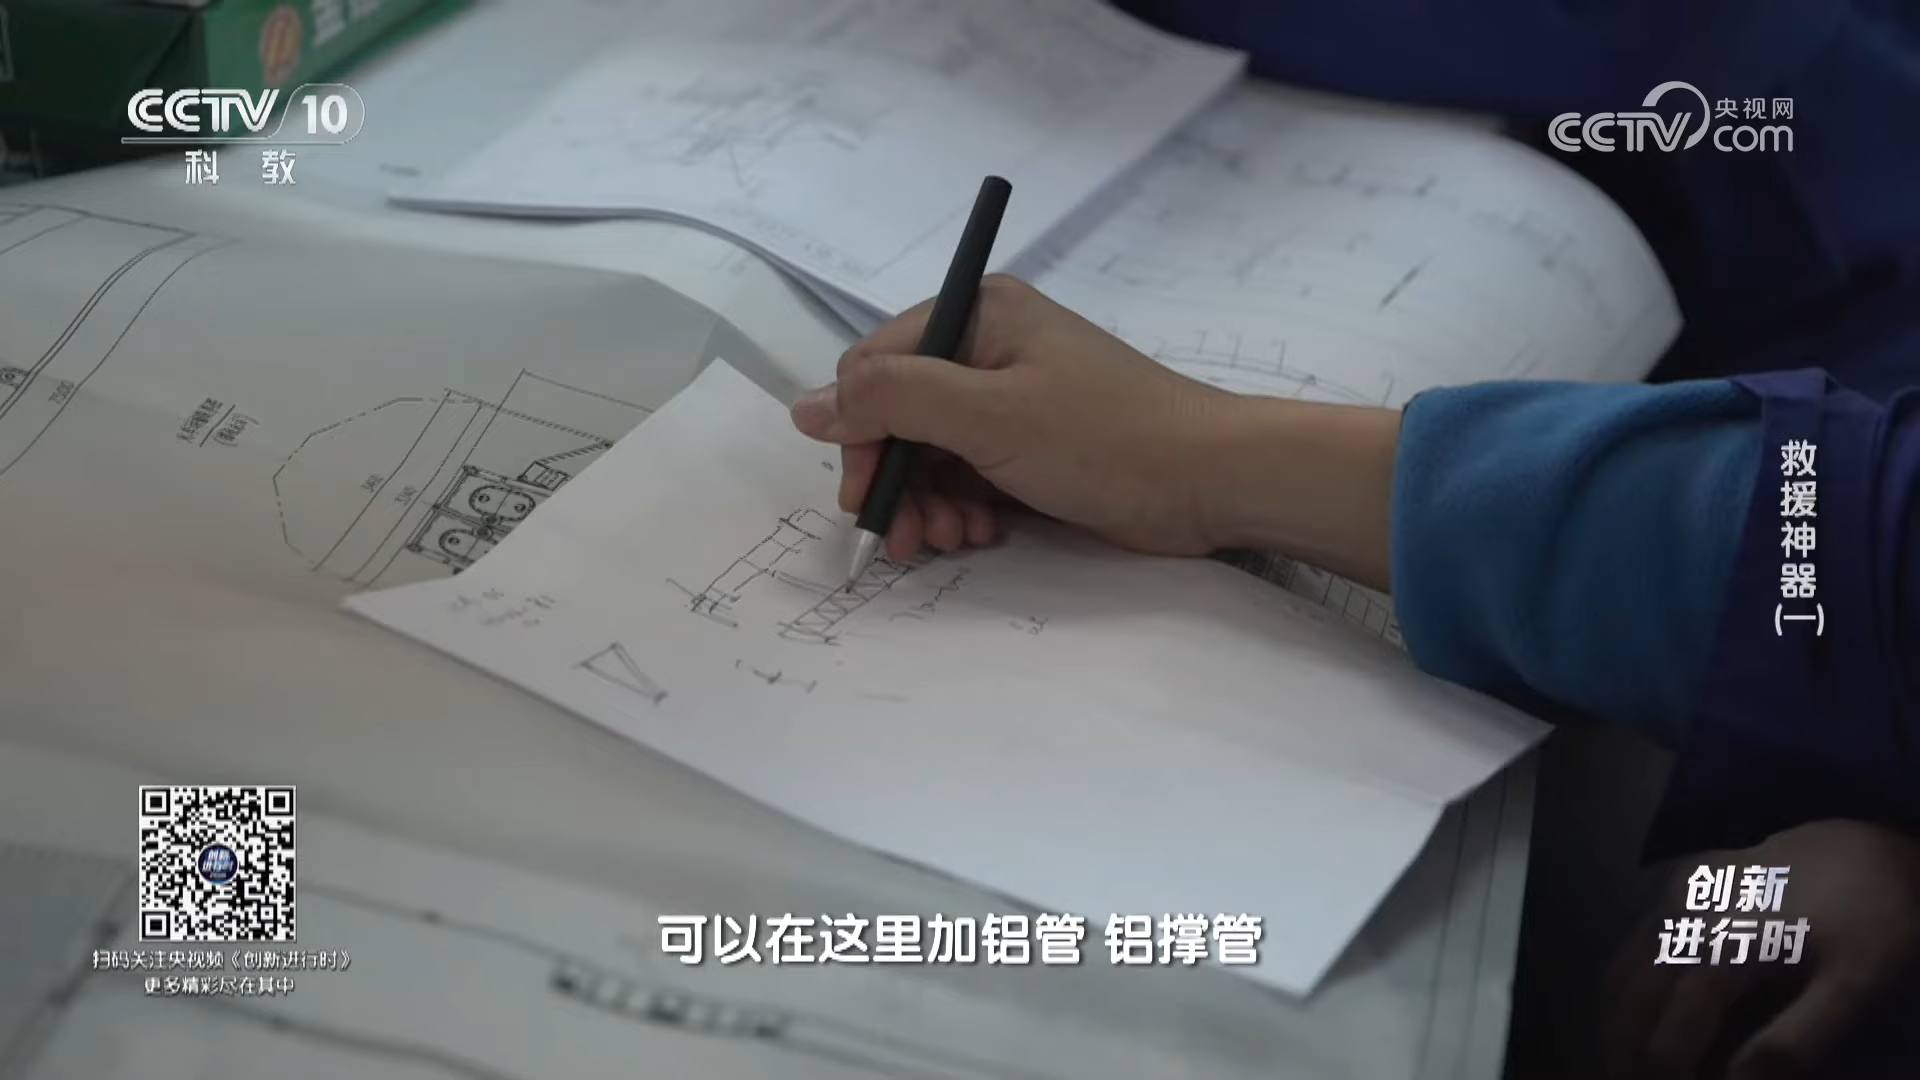 CCTV 10
科 教
CCTV 央视网
com
救援神器(一)
7500
340
可以在这里加铝管 铝撑管
扫码关注央视频《创新进行时》
更多精彩尽在其中
创新
进行时